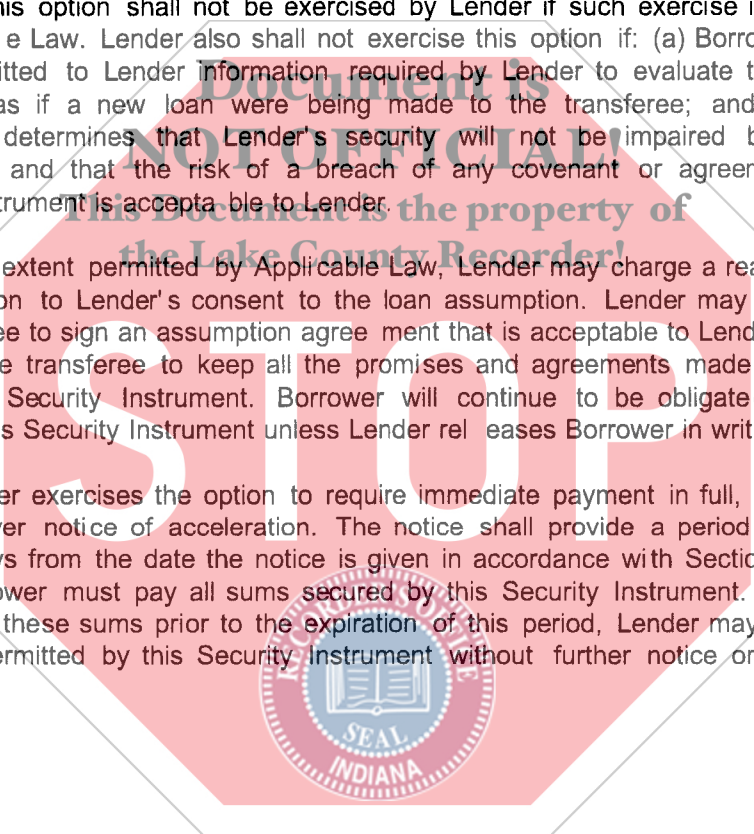 his option shall not be exercised by Lender if such exercise i
e Law. Lender also shall not exercise this option if: (a) Borro
itted to Lender information required by Lender to evaluate t
as if a new loan were being made to the transferee; and
determines that Lender's security will not be impaired b
and that the risk of a breach of any covenant or agreen
trument is accepta ble to Lender.
extent permitted by Applicable Law, Lender may charge a rea
on to Lender's consent to the loan assumption. Lender may
ee to sign an assumption agree ment that is acceptable to Lend
e transferee to keep all the promises and agreements made
Security Instrument. Borrower will continue to be obligate
s Security Instrument unless Lender rel eases Borrower in writ
er exercises the option to require immediate payment in full,
ver notice of acceleration. The notice shall provide a period
ys from the date the notice is given in accordance with Sectio
ower must pay all sums secured by this Security Instrument.
these sums prior to the expiration of this period, Lender may
ermitted by this Security Instrument without further notice or
Document is
NOT OFFICIAL!
This Document is the property of
the Lake County Recorder!
STOP
RECORDER'S OFFICE
SEAL
INDIANA